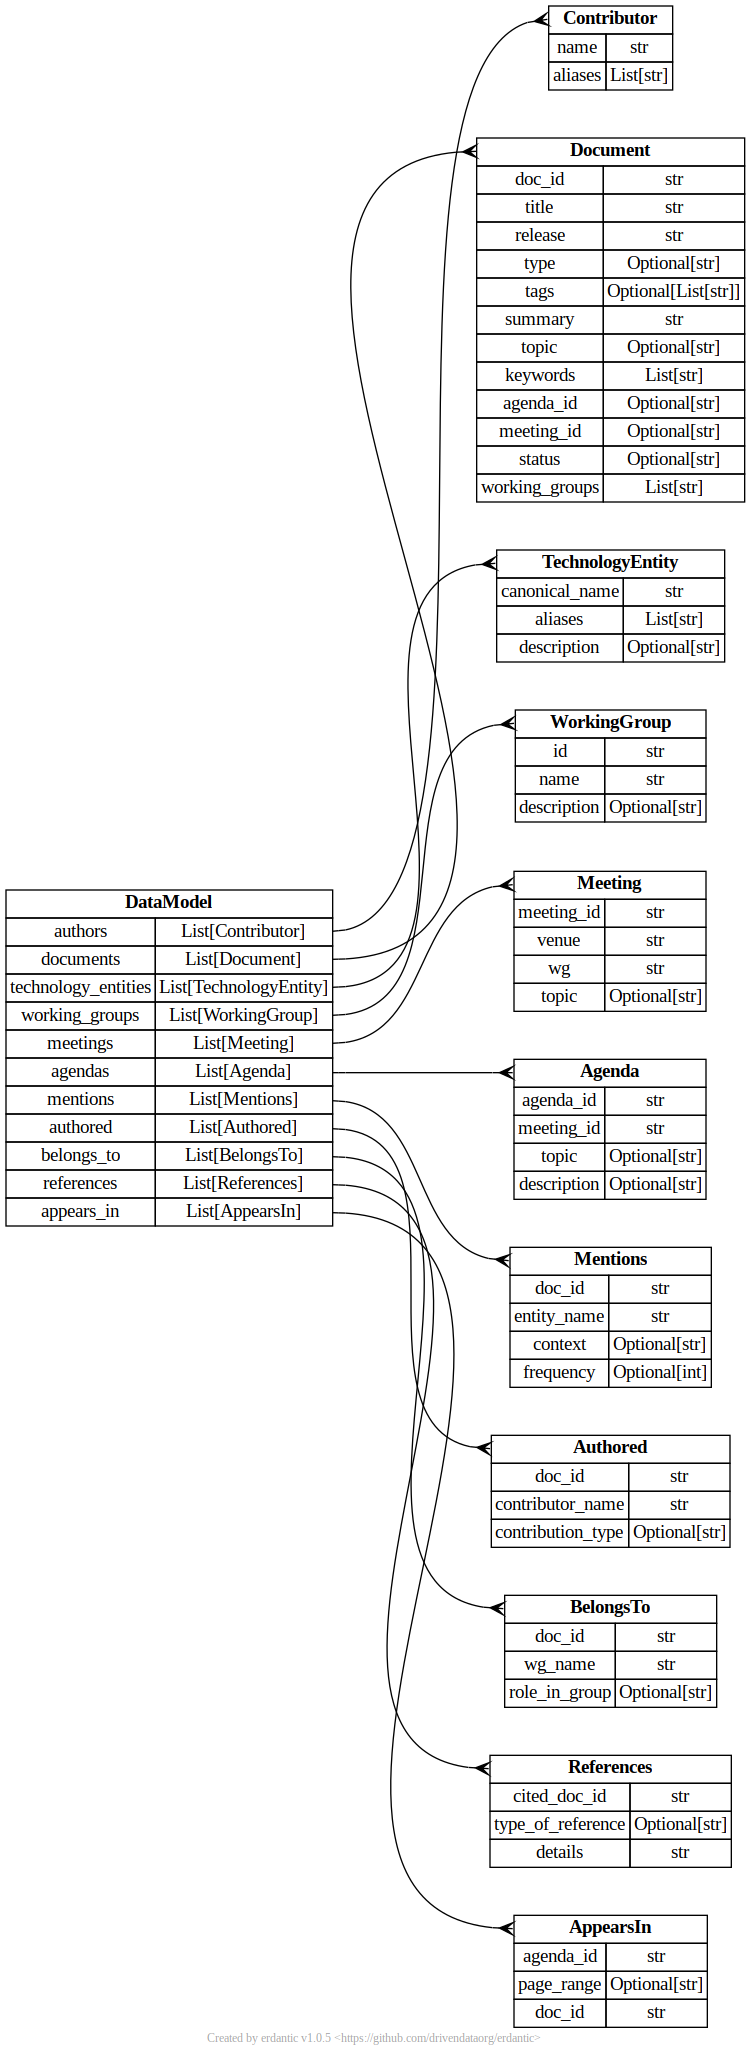 Contributor
name str
aliases List[str]
Document
doc_id str
title str
release str
type Optional[str]
tags Optional[List[str]]
summary str
topic Optional[str]
keywords List[str]
agenda_id Optional[str]
meeting_id Optional[str]
status Optional[str]
working_groups List[str]
TechnologyEntity
canonical_name str
aliases List[str]
description Optional[str]
WorkingGroup
id str
name str
description Optional[str]
DataModel
authors List[Contributor]
documents List[Document]
technology_entities List[TechnologyEntity]
working_groups List[WorkingGroup]
meetings List[Meeting]
agendas List[Agenda]
mentions List[Mentions]
authored List[Authored]
belongs_to List[BelongsTo]
references List[References]
appears_in List[AppearsIn]
Meeting
meeting_id str
venue str
wg str
topic Optional[str]
Agenda
agenda_id str
meeting_id str
topic Optional[str]
description Optional[str]
Mentions
doc_id str
entity_name str
context Optional[str]
frequency Optional[int]
Authored
doc_id str
contributor_name str
contribution_type Optional[str]
BelongsTo
doc_id str
wg_name str
role_in_group Optional[str]
References
cited_doc_id str
type_of_reference Optional[str]
details str
AppearsIn
agenda_id str
page_range Optional[str]
doc_id str
Created by erdantic v1.0.5 <https://github.com/drivendataorg/erdantic>